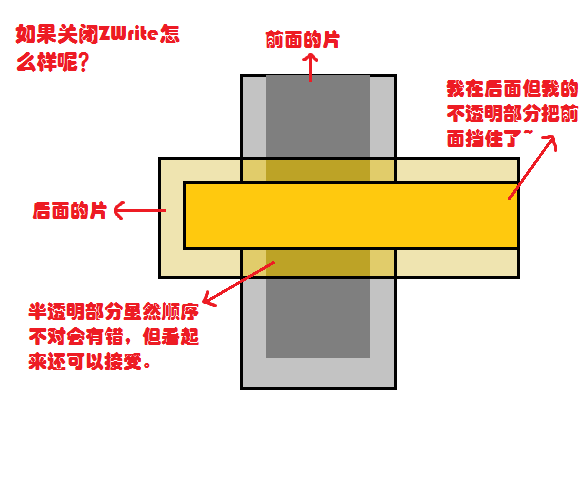 如果关闭ZWrite怎
么样呢？
前面的片
我在后面但我的
不透明部分把前
面挡住了~
后面的片
半透明部分虽然顺序
不对会有错，但看起
来还可以接受。